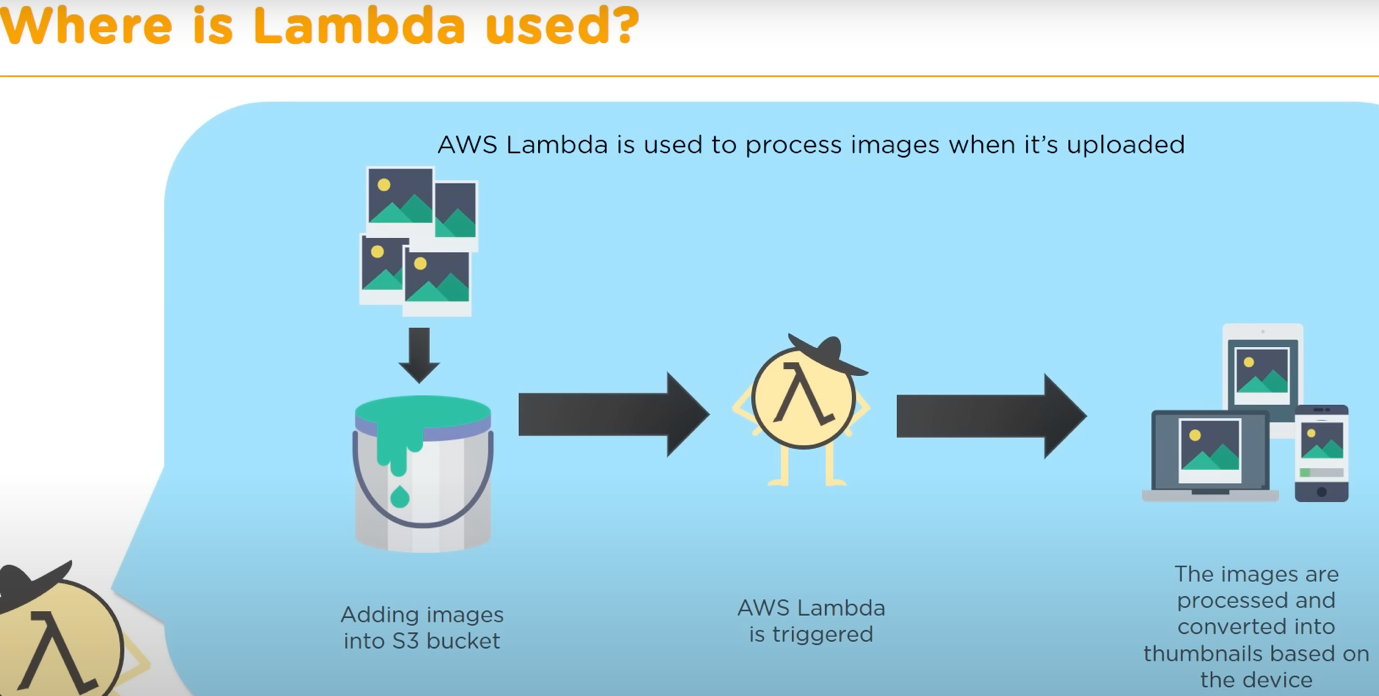 Where is Lambda used?
AWS Lambda is used to process images when it's uploaded
λ
Adding images
into S3 bucket
AWS Lambda
is triggered
The images are
processed and
converted into
thumbnails based on
the device
λ